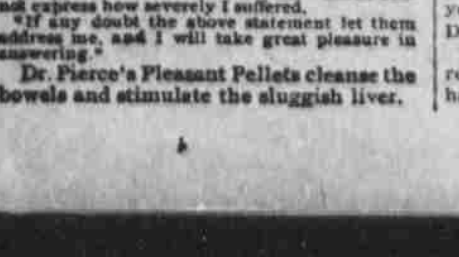 not express how severely I suffered.
"If any doubt the above statement let them
address me, and I will take great pleasure in
answering."
Dr. Pierce's Pleasant Pellets cleanse the
bowels and stimulate the sluggish liver.